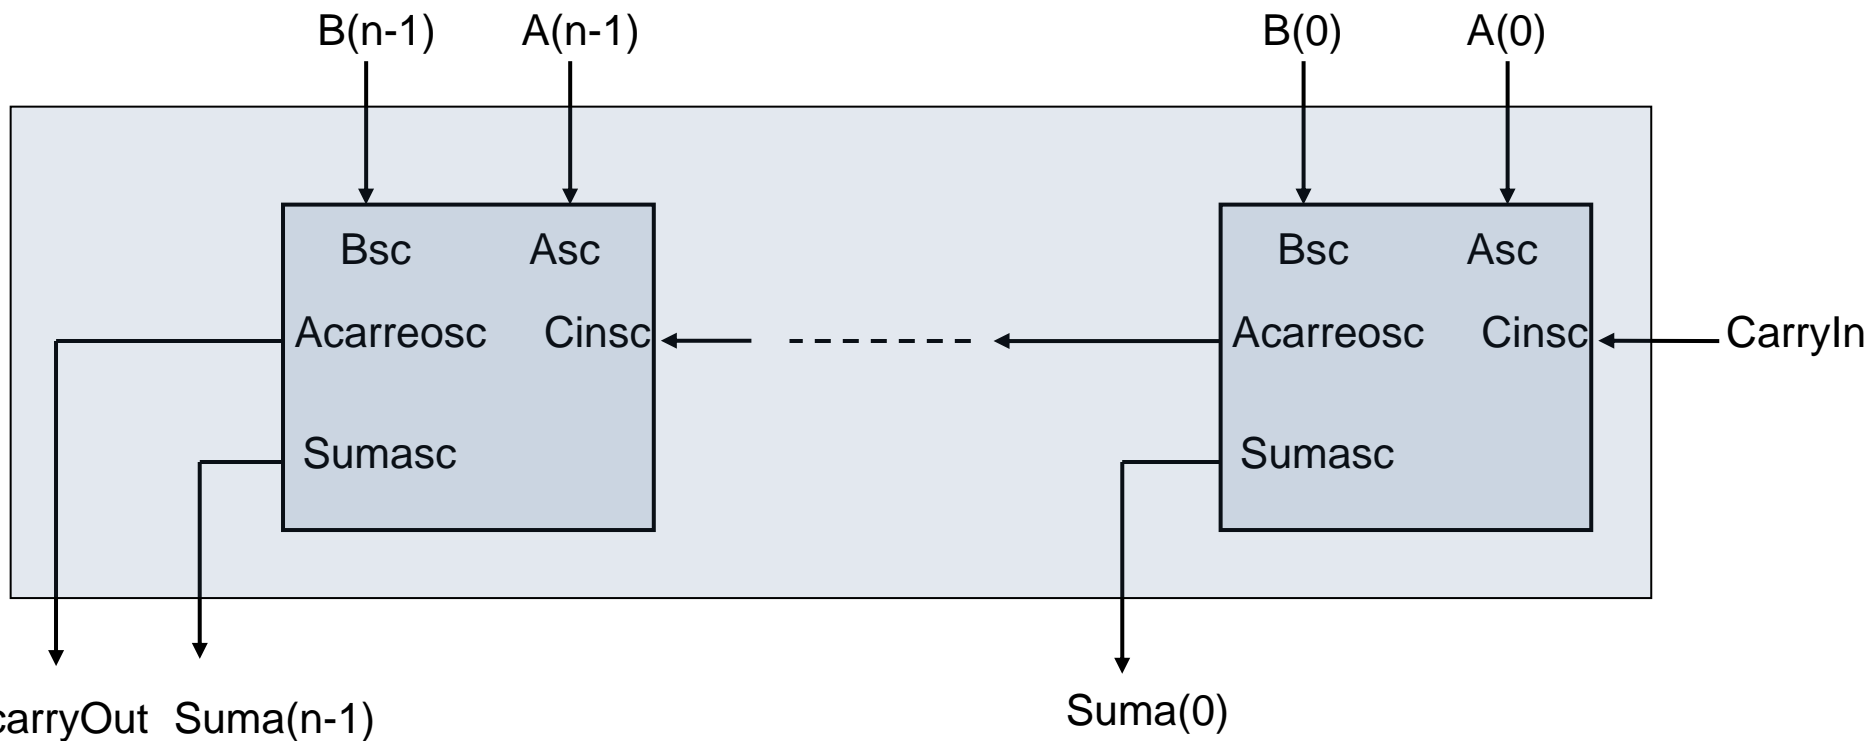 B(n-1) A(n-1) B(0) A(0)
Bsc Asc Bsc Asc
Acarreosc Cinsc Acarreosc Cinsc CarryIn
Sumasc Sumasc
carryOut Suma(n-1) Suma(0)